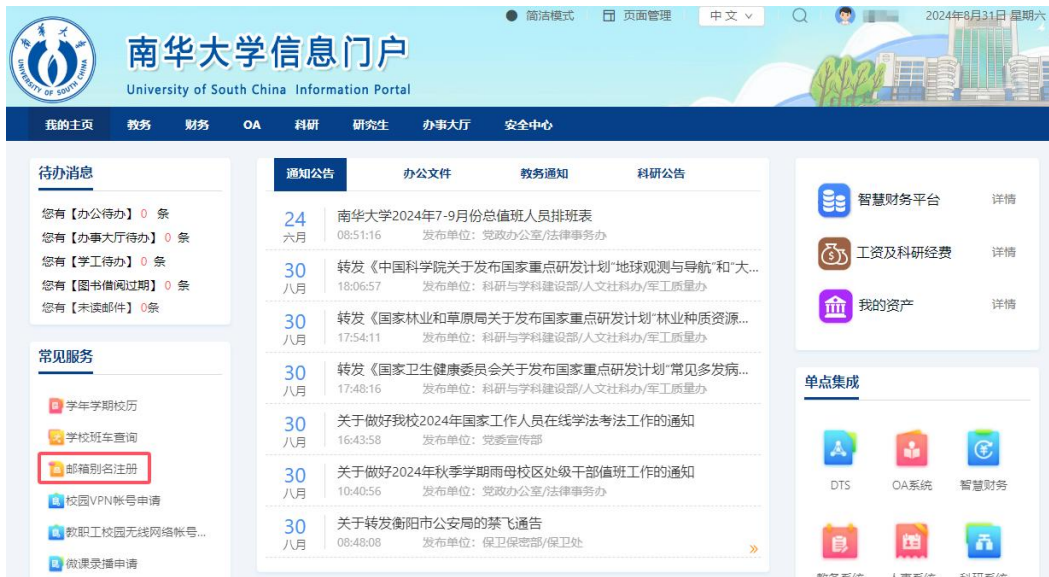 简洁模式 页面管理 中文 2024年8月31日 星期六
南华大学
UNIVERSITY OF SOUTH CHINA
南华大学信息门户
University of South China Information Portal
我的主页 教务 财务 OA 科研 研究生 办事大厅 安全中心
待办消息
您有【办公待办】0 条
您有【办事大厅待办】0 条
您有【学工待办】0 条
您有【图书借阅过期】0 条
您有【未读邮件】0条
常见服务
学年学期校历
学校班车查询
邮箱别名注册
校园VPN帐号申请
教职工校园无线网络帐号...
微课录播申请
通知公告 办公文件 教务通知 科研公告
24 南华大学2024年7-9月份总值班人员排班表
六月 08:51:16 发布单位：党政办公室/法律事务办
30 转发《中国科学院关于发布国家重点研发计划“地球观测与导航”和“大...
八月 18:06:57 发布单位：科研与学科建设部/人文社科办/军工质量办
30 转发《国家林业和草原局关于发布国家重点研发计划“林业种质资源...
八月 17:54:11 发布单位：科研与学科建设部/人文社科办/军工质量办
30 转发《国家卫生健康委员会关于发布国家重点研发计划“常见多发病...
八月 17:48:16 发布单位：科研与学科建设部/人文社科办/军工质量办
30 关于做好我校2024年国家工作人员在线学法考法工作的通知
八月 16:43:58 发布单位：党委宣传部
30 关于做好2024年秋季学期雨母校区处级干部值班工作的通知
八月 10:40:56 发布单位：党政办公室/法律事务办
30 关于转发衡阳市公安局的禁飞通告
八月 08:48:08 发布单位：保卫保密部/保卫处
»
智慧财务平台 详情
工资及科研经费 详情
我的资产 详情
单点集成
DTS OA系统 智慧财务
教务系统 人事系统 科研系统